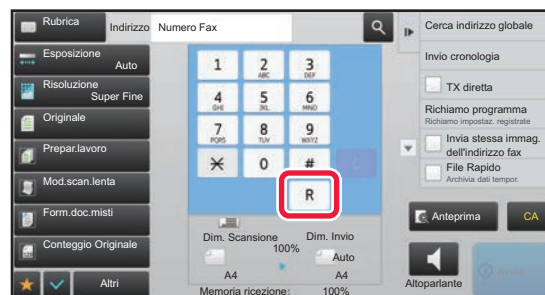 Rubrica
Indirizzo
Numero Fax
Cerca indirizzo globale
Esposizione
Auto
Invio cronologia
Risoluzione
Super Fine
TX diretta
Originale
Richiamo programma
Richiamo impostaz. registrate
Prepar.lavoro
Invia stessa immag.
dell'indirizzo fax
Mod.scan.lenta
File Rapido
Archivia dati tempor.
Form.doc.misti
Conteggio Originale
Altri
1
2
ABC
3
DEF
4
GHI
5
JKL
6
MNO
7
PQRS
8
TUV
9
WXYZ
0
#
C
R
Dim. Scansione
Dim. Invio
100%
Auto
A4
A4
Memoria ricezione:
100%
Anteprima
CA
Altoparlante
Avvio